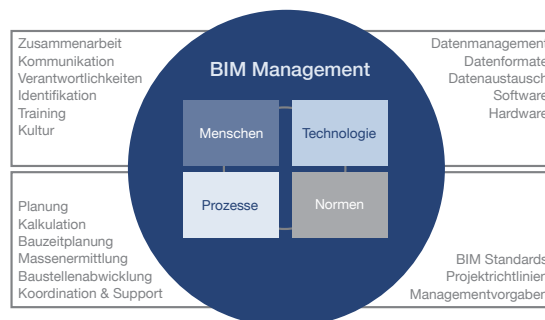 Zusammenarbeit
Kommunikation
Verantwortlichkeiten
Identifikation
Training
Kultur
BIM Management
Datenmanagement
Datenformate
Datenaustausch
Software
Hardware
Menschen
Technologie
Prozesse
Normen
Planung
Kalkulation
Bauzeitplanung
Massenermittlung
Baustellenabwicklung
Koordination & Support
BIM Standards
Projektrichtlinien
Managementvorgaben